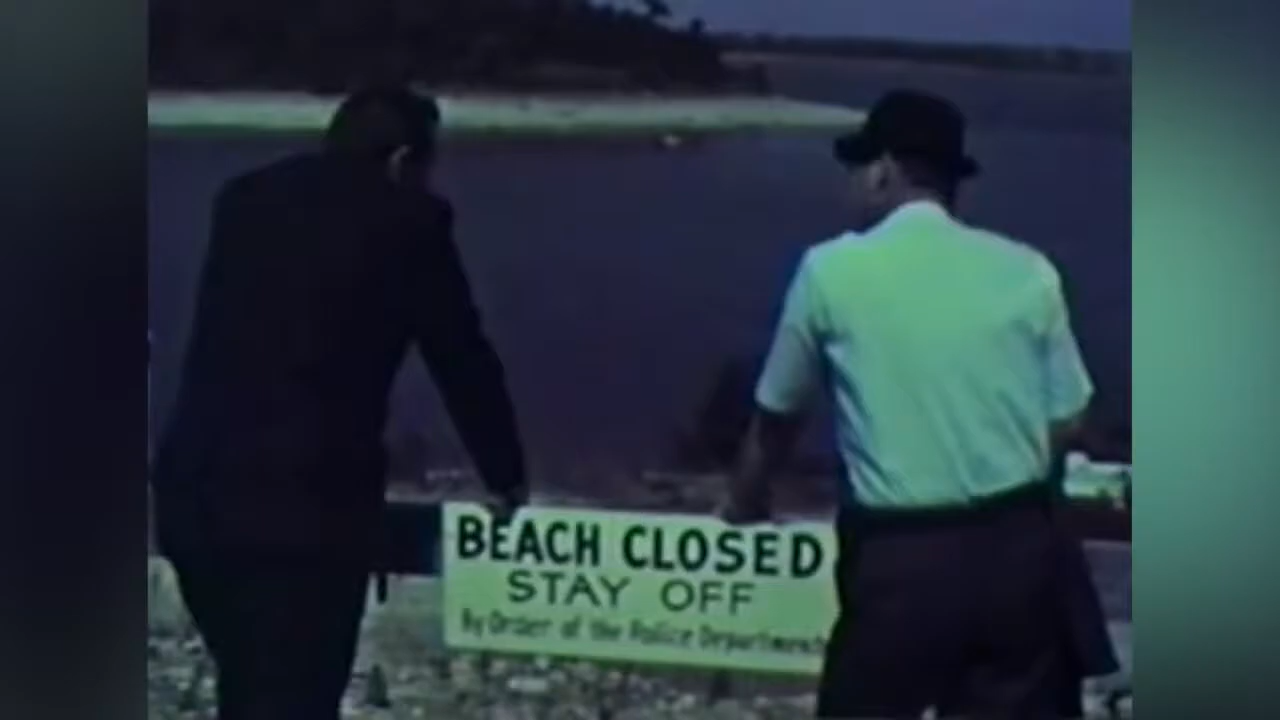 BEACH CLOSED
STAY OFF
By Order of the Police Department